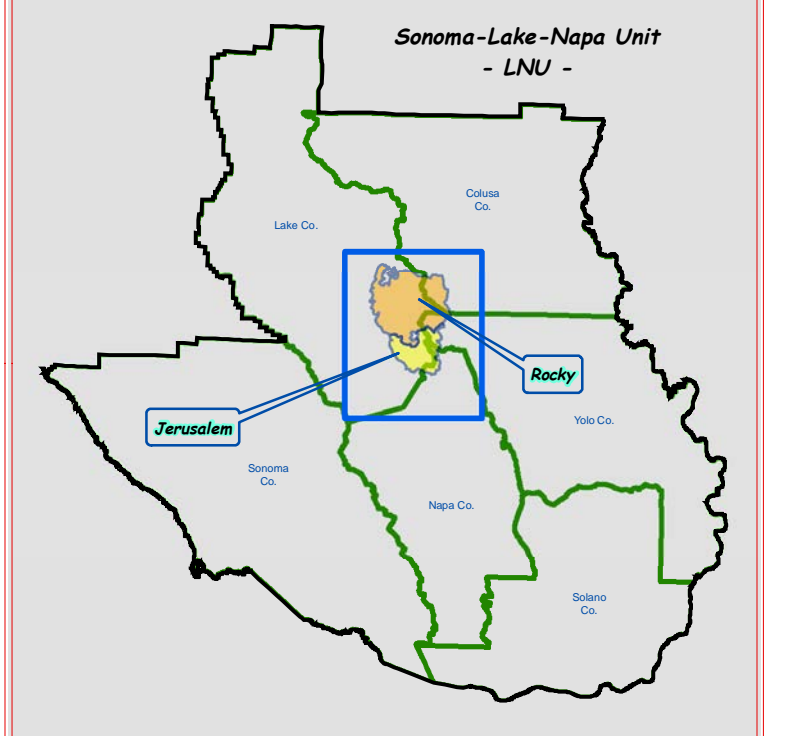 Sonoma-Lake-Napa Unit
- LNU -
Colusa
Co.
Lake Co.
Rocky
Yolo Co.
Jerusalem
Sonoma
Co.
Napa Co.
Solano
Co.